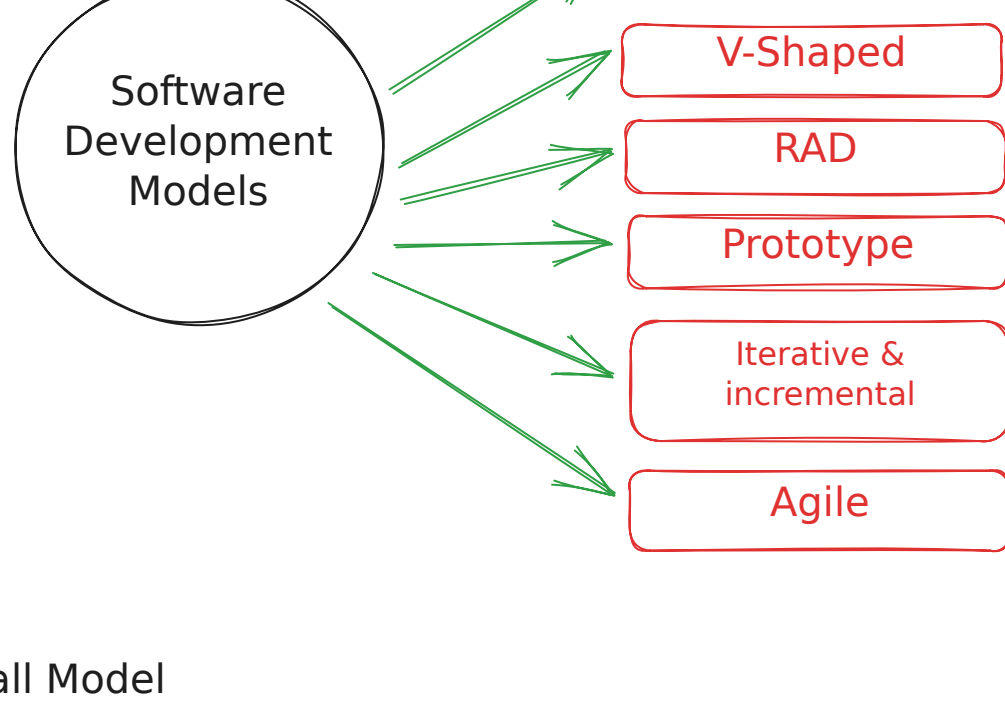 Software
Development
Models
V-Shaped
RAD
Prototype
Iterative &
incremental
Agile
all Model